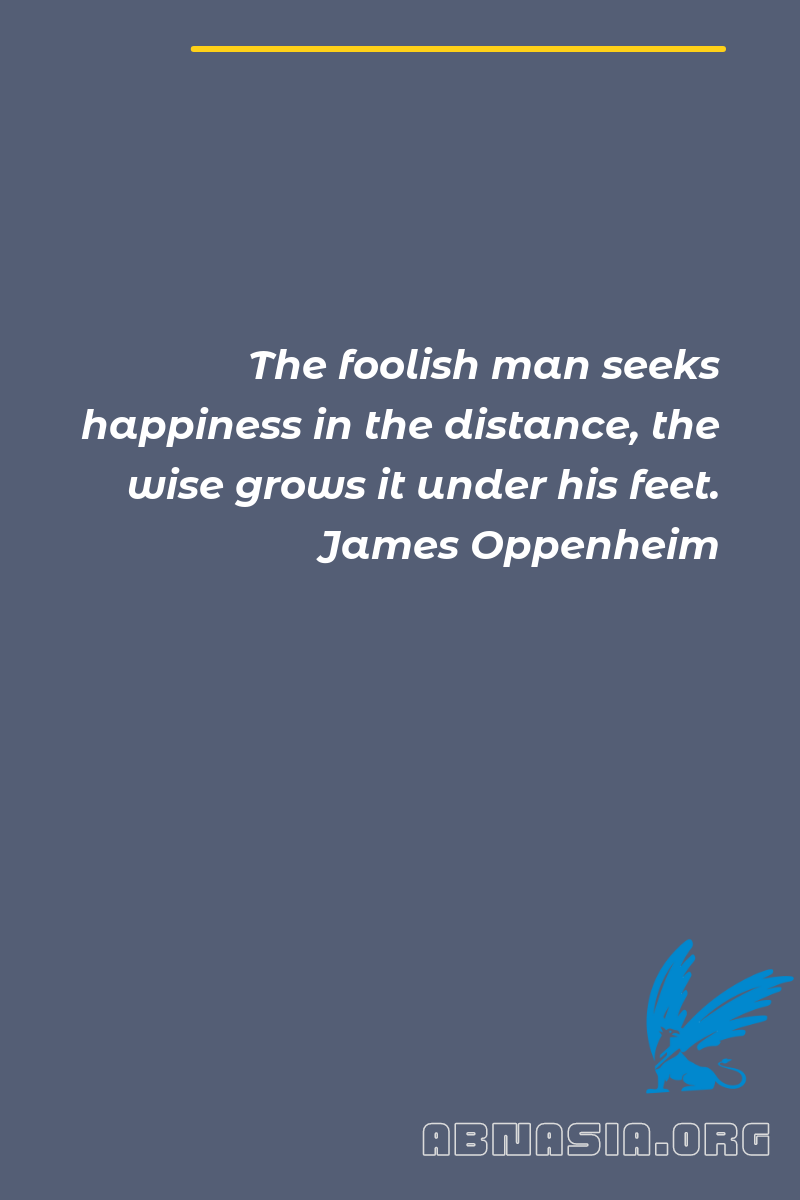 The foolish man seeks
happiness in the distance, the
wise grows it under his feet.
James Oppenheim
ABNASIA.ORG